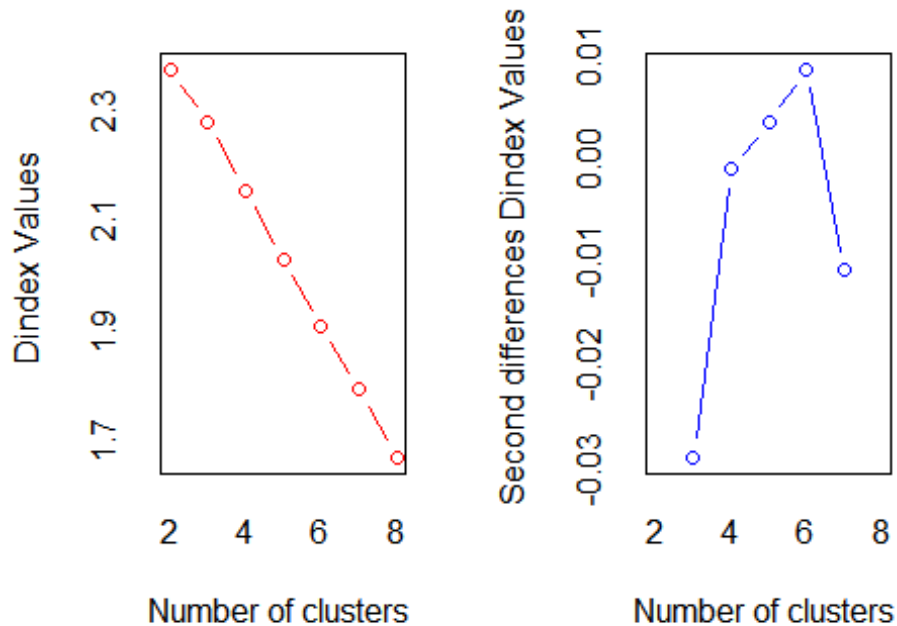 Dindex Values
2.3
2.1
1.9
1.7
2 4 6 8
Number of clusters
Second differences Dindex Values
0.01
0.00
-0.01
-0.02
-0.03
2 4 6 8
Number of clusters